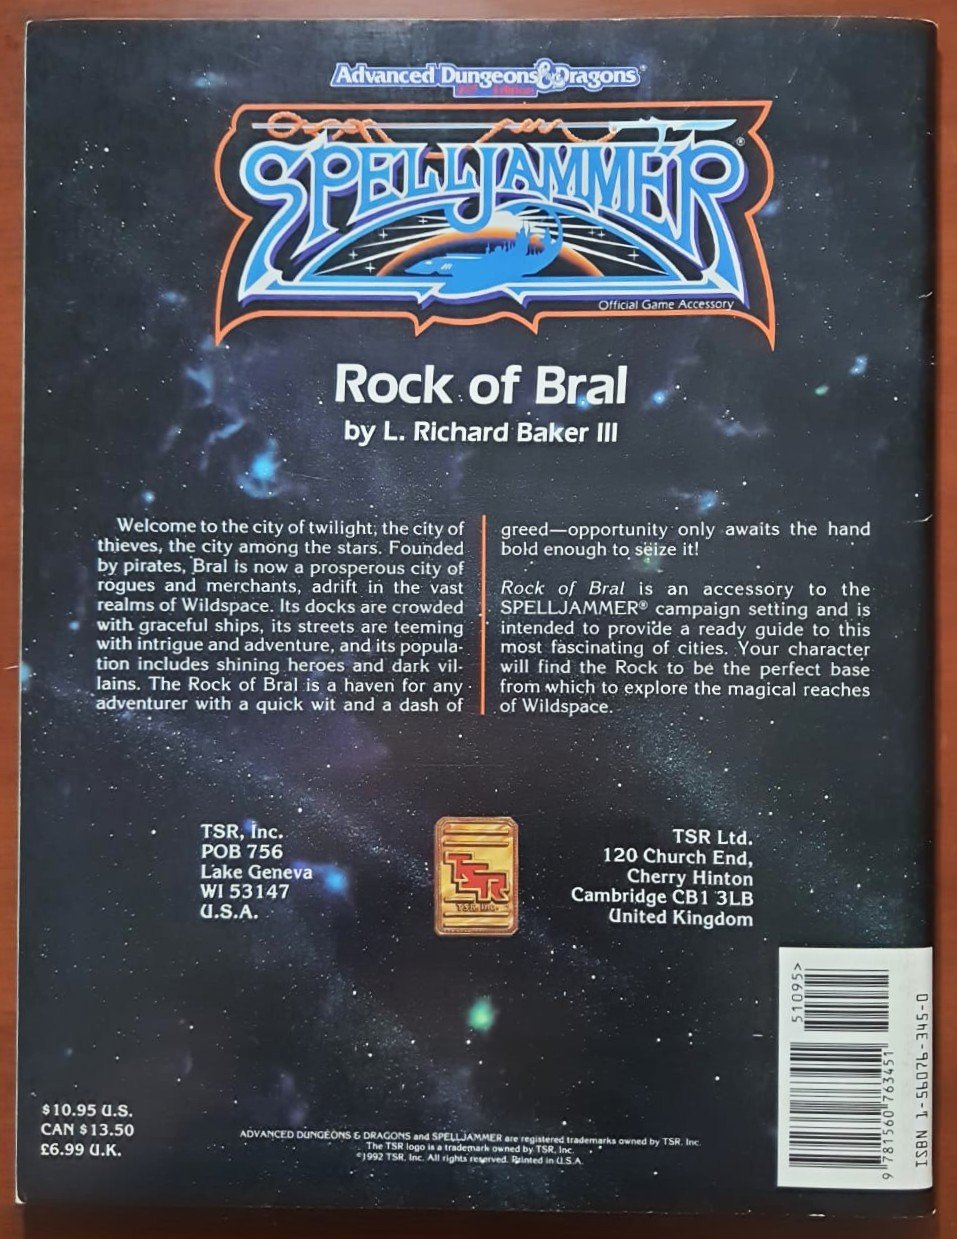 Advanced Dungeons & Dragons®
2nd Edition
SPELLJAMMER®
Official Game Accessory
Rock of Bral
by L. Richard Baker III
Welcome to the city of twilight, the city of
thieves, the city among the stars. Founded
by pirates, Bral is now a prosperous city of
rogues and merchants, adrift in the vast
realms of Wildspace. Its docks are crowded
with graceful ships, its streets are teeming
with intrigue and adventure, and its popula-
tion includes shining heroes and dark vil-
lains. The Rock of Bral is a haven for any
adventurer with a quick wit and a dash of
greed—opportunity only awaits the hand
bold enough to seize it!
Rock of Bral is an accessory to the
SPELLJAMMER® campaign setting and is
intended to provide a ready guide to this
most fascinating of cities. Your character
will find the Rock to be the perfect base
from which to explore the magical reaches
of Wildspace.
TSR, Inc.
POB 756
Lake Geneva
WI 53147
U.S.A.
TSR
TSR, Inc.
TSR Ltd.
120 Church End,
Cherry Hinton
Cambridge CB1 3LB
United Kingdom
51095>
9 781560 763451
ISBN 1-56076-345-0
$10.95 U.S.
CAN $13.50
£6.99 U.K.
ADVANCED DUNGEONS & DRAGONS and SPELLJAMMER are registered trademarks owned by TSR, Inc.
The TSR logo is a trademark owned by TSR, Inc.
©1992 TSR, Inc. All rights reserved. Printed in U.S.A.